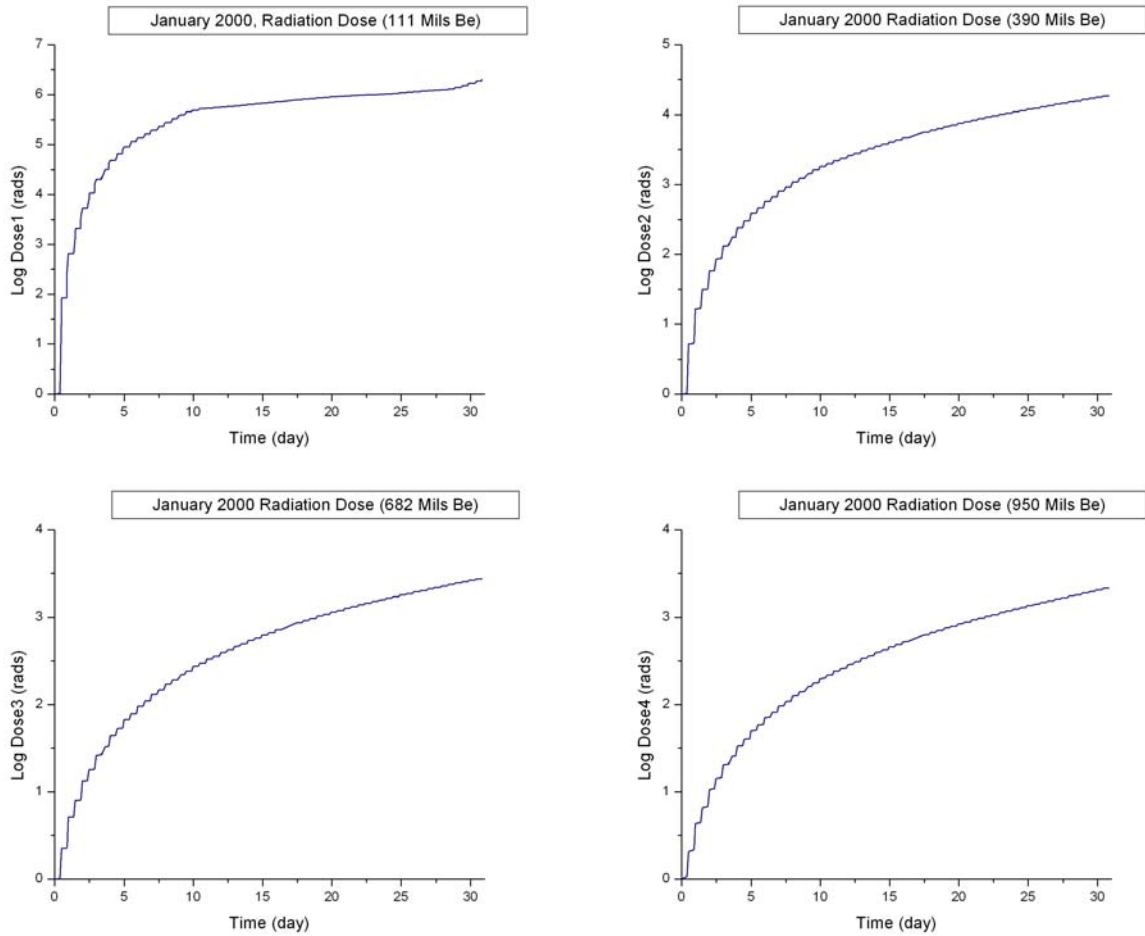 January 2000, Radiation Dose (111 Mils Be)
7
6
5
4
3
2
1
0
Log Dose1 (rads)
0 5 10 15 20 25 30
Time (day)
January 2000 Radiation Dose (390 Mils Be)
5
4
3
2
1
0
Log Dose2 (rads)
0 5 10 15 20 25 30
Time (day)
January 2000 Radiation Dose (682 Mils Be)
4
3
2
1
0
Log Dose3 (rads)
0 5 10 15 20 25 30
Time (day)
January 2000 Radiation Dose (950 Mils Be)
4
3
2
1
0
Log Dose4 (rads)
0 5 10 15 20 25 30
Time (day)